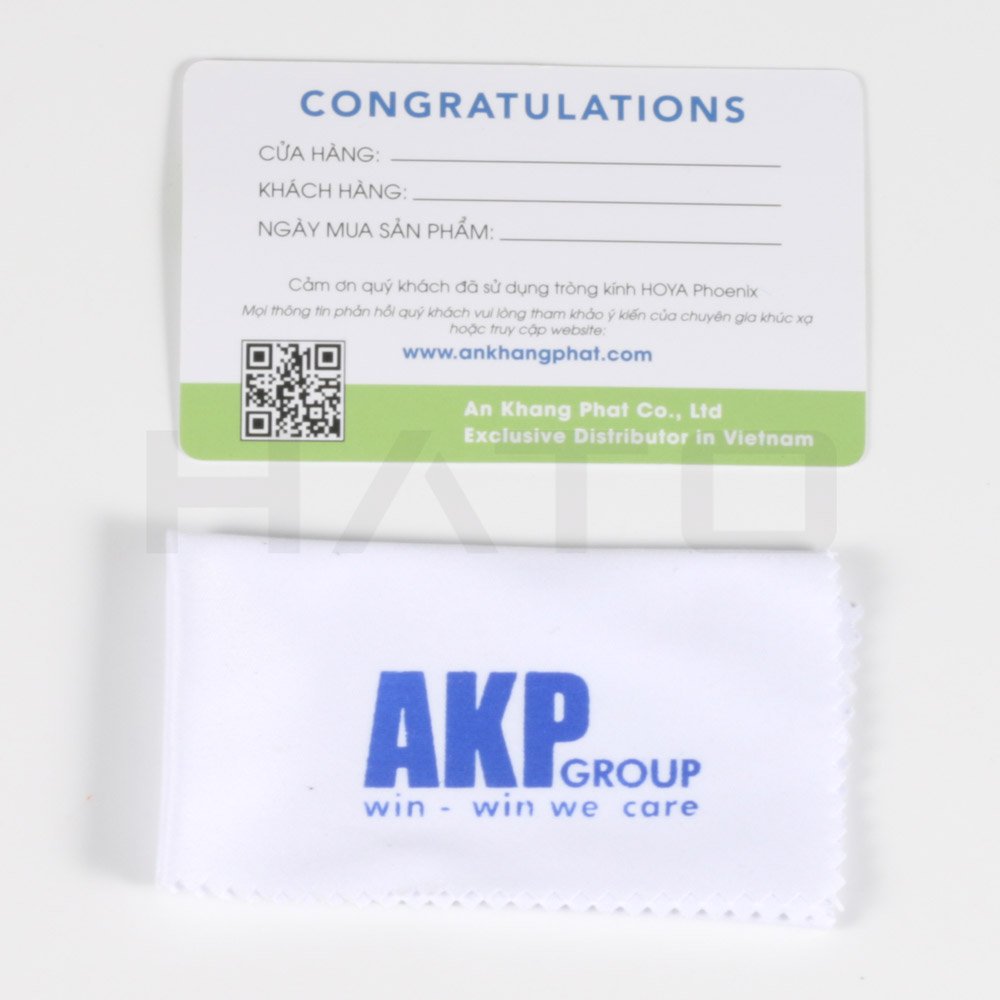 CONGRATULATIONS
CỬA HÀNG:
KHÁCH HÀNG:
NGÀY MUA SẢN PHẨM:
Cảm ơn quý khách đã sử dụng tròng kính HOYA Phoenix
Mọi thông tin phản hồi quý khách vui lòng tham khảo ý kiến của chuyên gia khúc xạ
hoặc truy cập website:
www.ankhangphat.com
An Khang Phat Co., Ltd
Exclusive Distributor in Vietnam
HATO
AKP GROUP
win - win we care